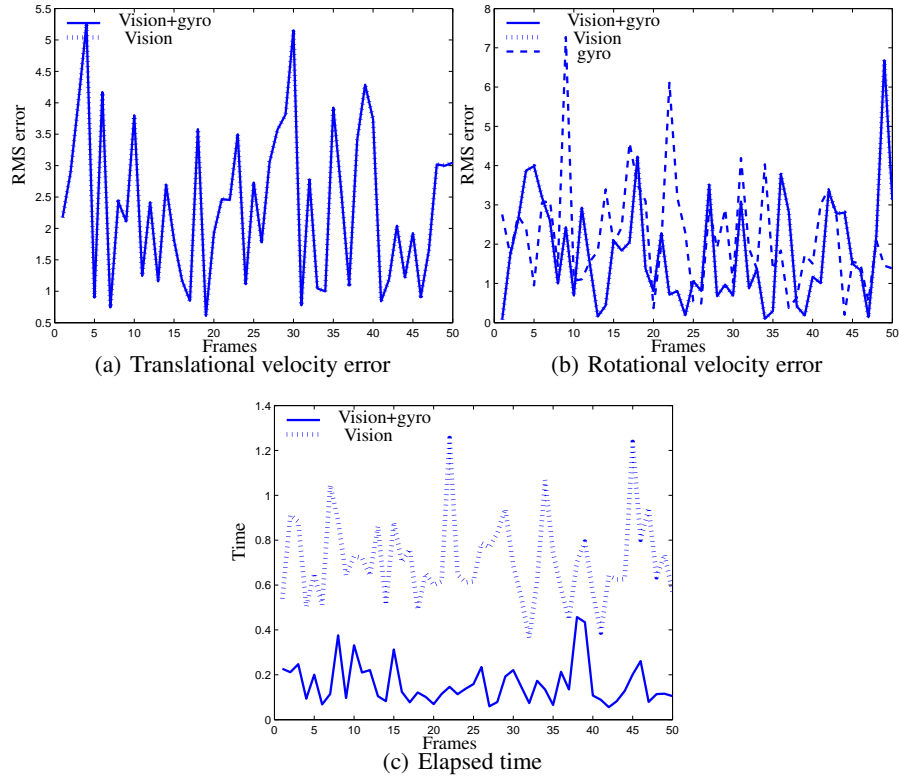 Vision+gyro
Vision
RMS error
5.5
5
4.5
4
3.5
3
2.5
2
1.5
1
0.5
0 5 10 15 20 25 30 35 40 45 50
Frames
(a) Translational velocity error
Vision+gyro
Vision
gyro
RMS error
8
7
6
5
4
3
2
1
0
0 5 10 15 20 25 30 35 40 45 50
Frames
(b) Rotational velocity error
Vision+gyro
Vision
Time
1.4
1.2
1
0.8
0.6
0.4
0.2
0
0 5 10 15 20 25 30 35 40 45 50
Frames
(c) Elapsed time